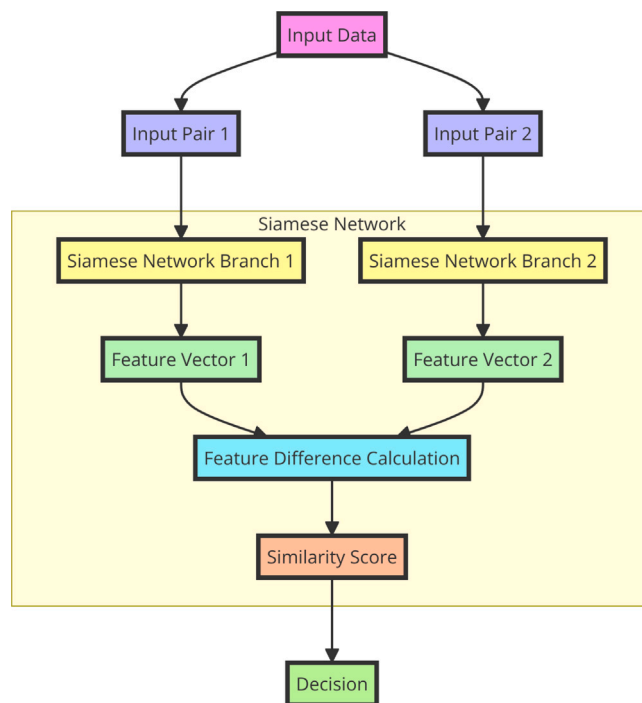 Input Data
Input Pair 1
Input Pair 2
Siamese Network
Siamese Network Branch 1
Siamese Network Branch 2
Feature Vector 1
Feature Vector 2
Feature Difference Calculation
Similarity Score
Decision